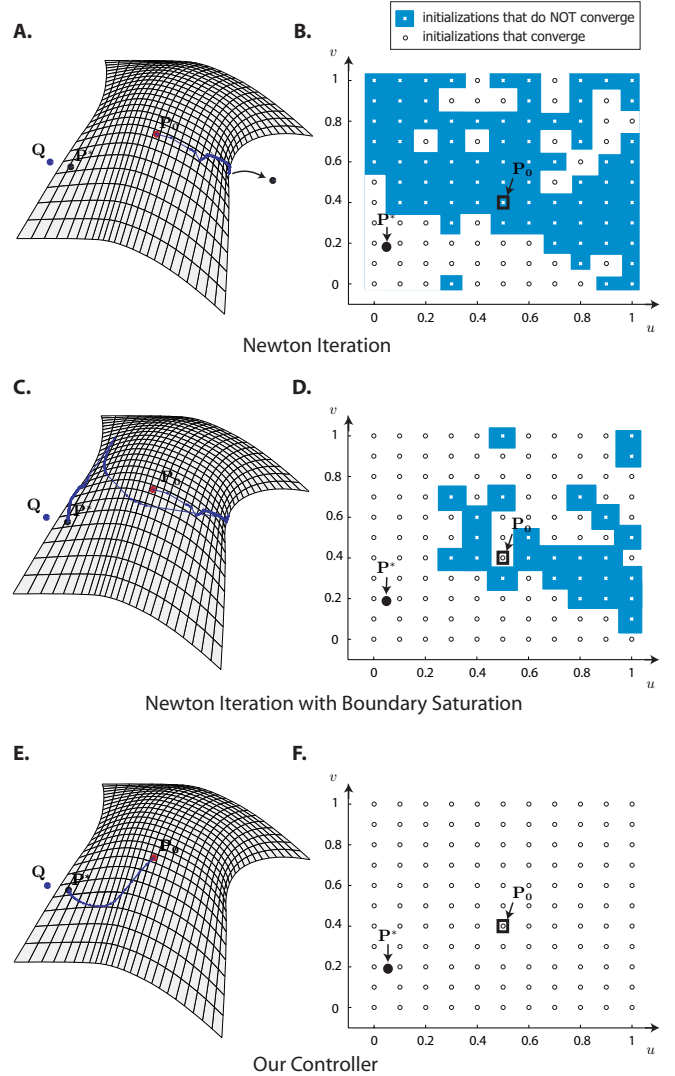 initializations that do NOT converge
initializations that converge
A.
B.
Q
P*
P₀
v
1
0.8
0.6
0.4
0.2
0
P₀
P*
0 0.2 0.4 0.6 0.8 1
u
Newton Iteration
C.
D.
Q
P*
P₀
v
1
0.8
0.6
0.4
0.2
0
P₀
P*
0 0.2 0.4 0.6 0.8 1
u
Newton Iteration with Boundary Saturation
E.
F.
Q
P*
P₀
v
1
0.8
0.6
0.4
0.2
0
P₀
P*
0 0.2 0.4 0.6 0.8 1
u
Our Controller